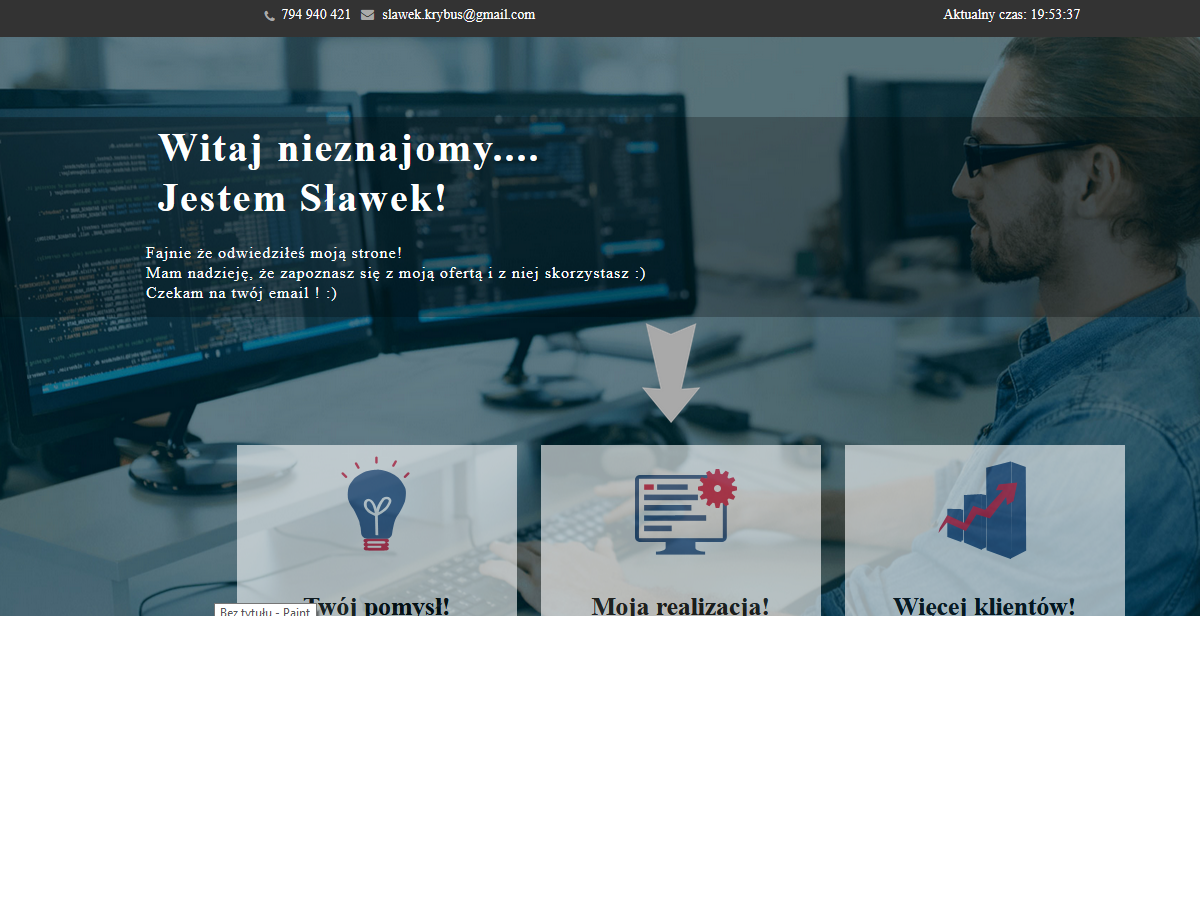 794 940 421 slawek.krybus@gmail.com Aktualny czas: 19:53:37
Witaj nieznajomy....
Jestem Sławek!
Fajnie że odwiedziłeś moją strone!
Mam nadzieję, że zapoznasz się z moją ofertą i z niej skorzystasz :)
Czekam na twój email ! :)
Twój pomysł! Moja realizacja! Więcej klientów!
Bez tytułu - Paint